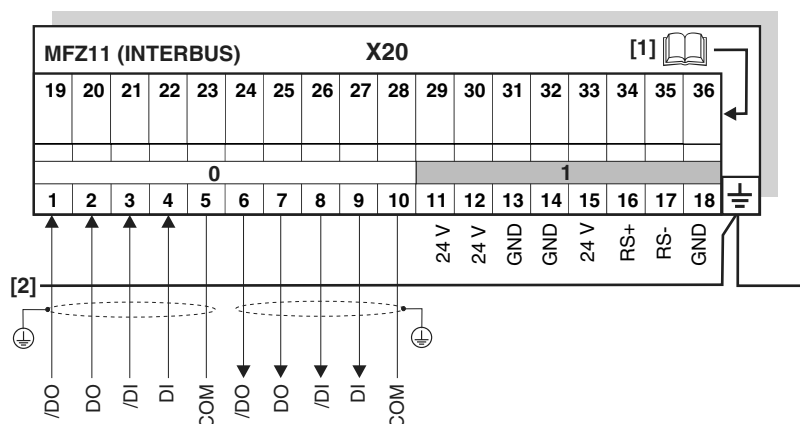 MFZ11 (INTERBUS) X20 [1]
19 20 21 22 23 24 25 26 27 28 29 30 31 32 33 34 35 36
0 1
1 2 3 4 5 6 7 8 9 10 11 12 13 14 15 16 17 18
24 V 24 V GND GND 24 V RS+ RS- GND
[2]
/DO DO /DI DI COM /DO DO /DI DI COM